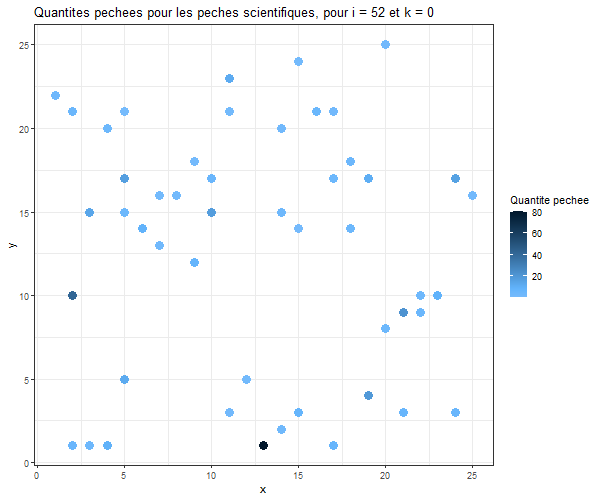 Quantites pechees pour les peches scientifiques, pour i = 52 et k = 0
25
20
15
10
5
0
y
0 5 10 15 20 25
x
Quantite pechee
80
60
40
20